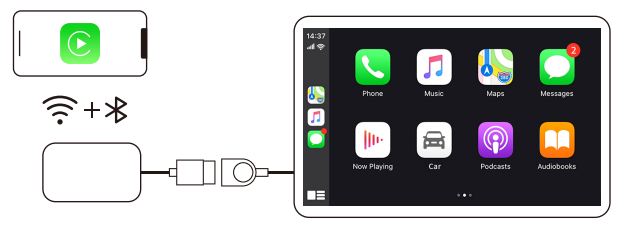 14:37
2
Phone
Music
Maps
Messages
Now Playing
Car
Podcasts
Audiobooks